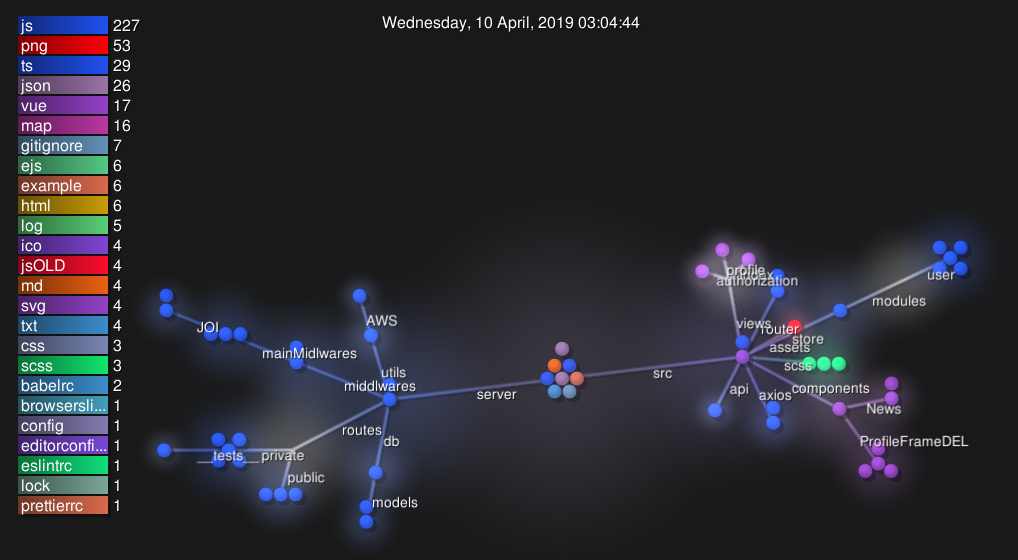 Wednesday, 10 April, 2019 03:04:44
js 227
png 53
ts 29
json 26
vue 17
map 16
gitignore 7
ejs 6
example 6
html 6
log 5
ico 4
jsOLD 4
md 4
svg 4
txt 4
css 3
scss 3
babelrc 2
browsersli... 1
config 1
editorconfi... 1
eslintrc 1
lock 1
prettierrc 1
profile
index
authorization
user
modules
views
router
store
assets
scss
src
api
axios
components
News
ProfileFrameDEL
JOI
AWS
mainMidlwares
utils
middlwares
server
routes
db
__tests__
private
public
models